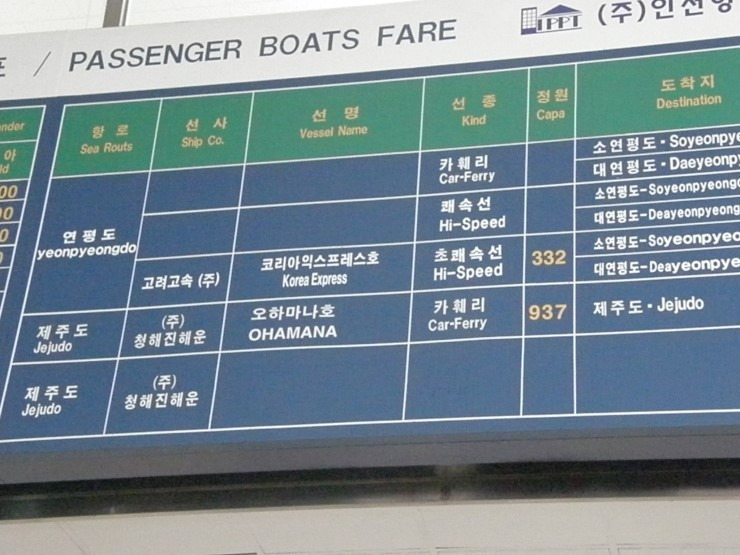 / PASSENGER BOATS FARE
IPPT (주)인천항
항로 선사 선명 선종 정원 도착지
Sea Routs Ship Co. Vessel Name Kind Capa Destination
연평도 카훼리 소연평도 · Soyeonpye
yeonpyeongdo Car-Ferry 대연평도 · Daeyeonpy
쾌속선 소연평도-Soyeonpyeong
Hi-Speed 대연평도-Deayeonpyeong
고려고속 (주) 코리아익스프레스호 초쾌속선 332 소연평도-Soyeonpyeo
Korea Express Hi-Speed 대연평도-Deayeonpye
제주도 (주) 오하마나호 카훼리 937 제주도 · Jejudo
Jejudo 청해진해운 OHAMANA Car-Ferry
제주도 (주)
Jejudo 청해진해운